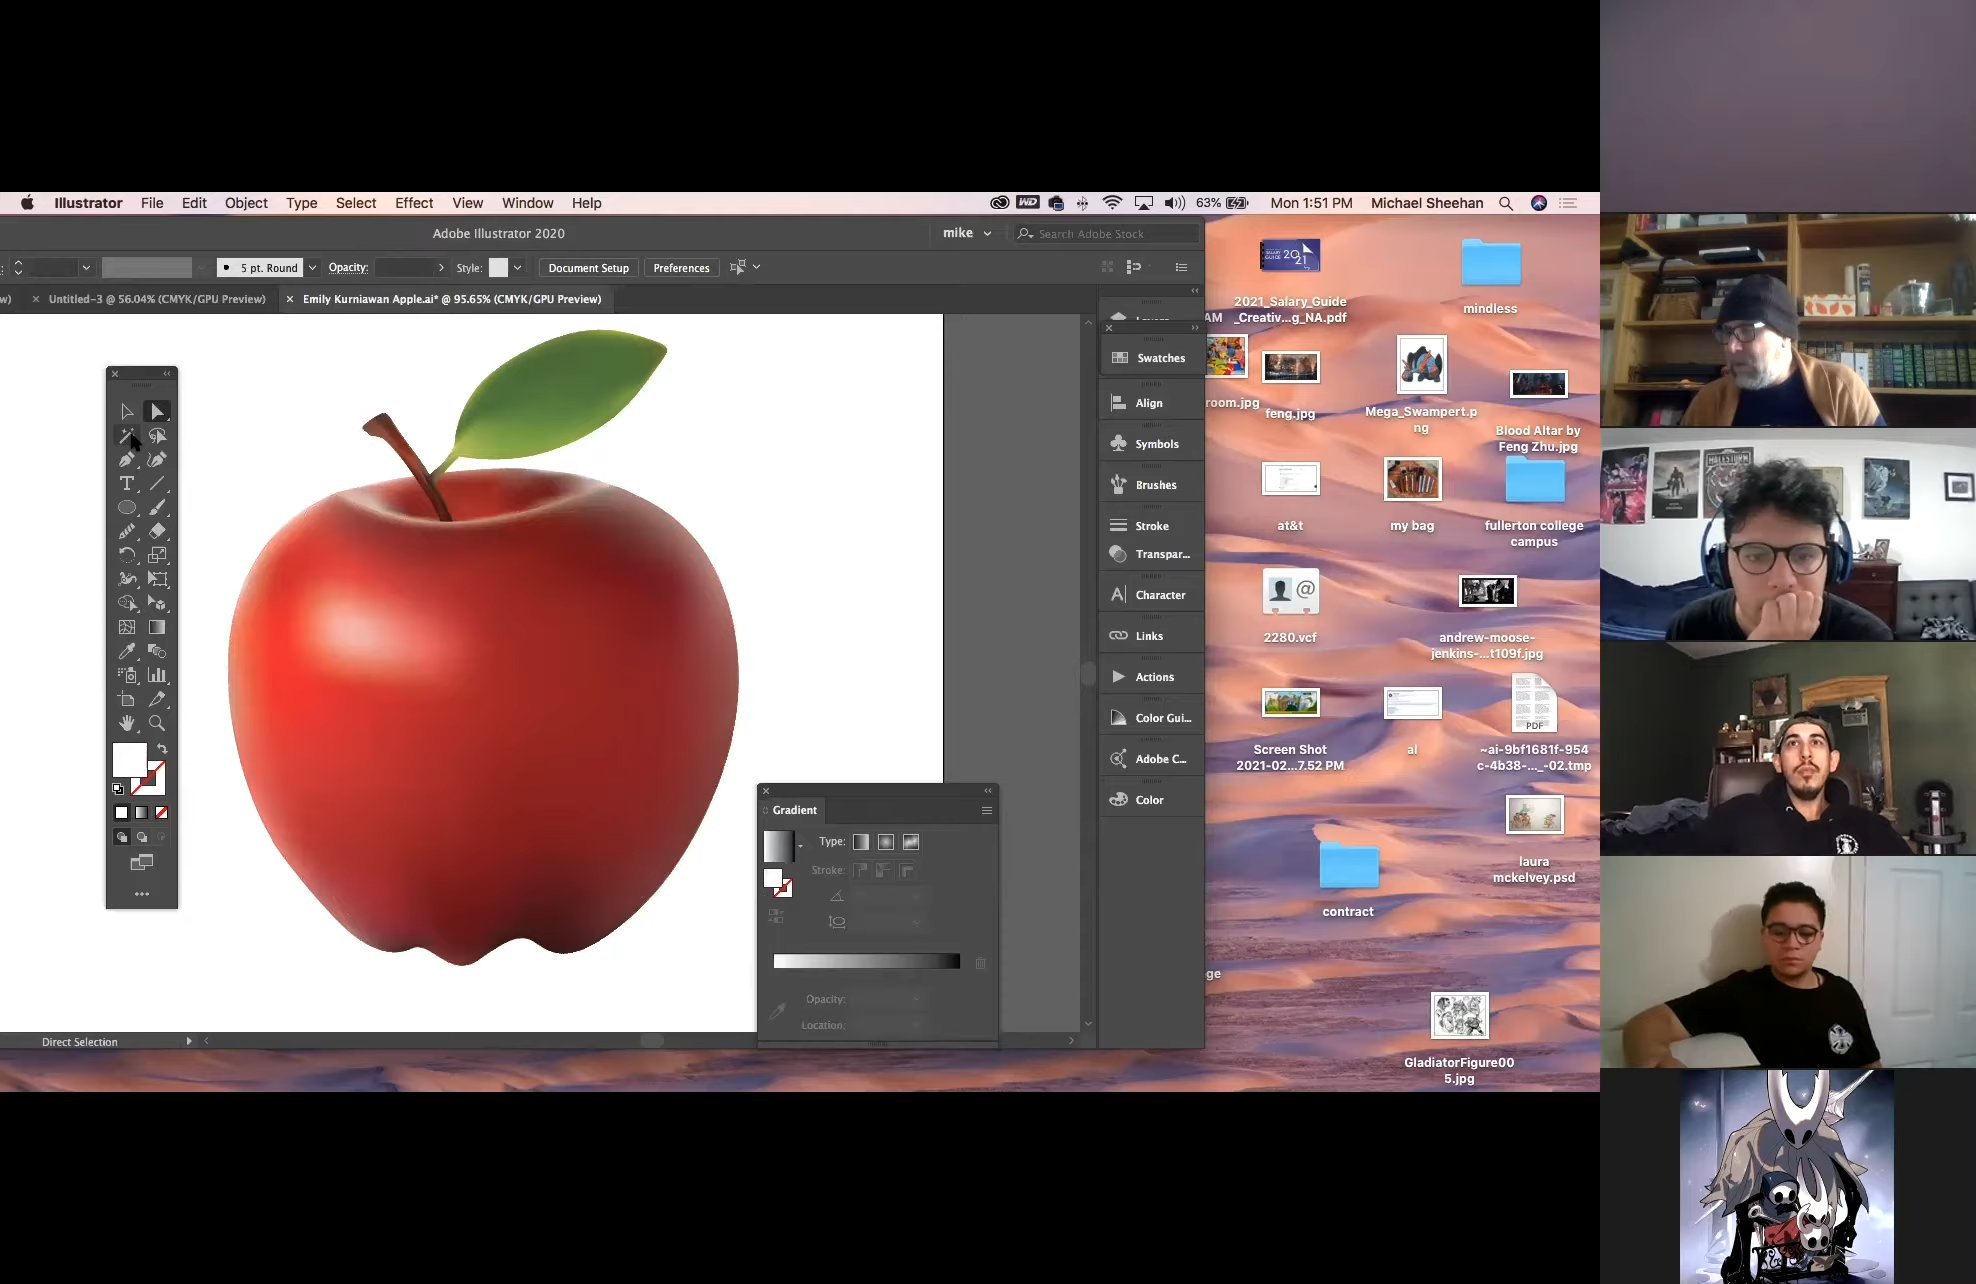 Illustrator File Edit Object Type Select Effect View Window Help
WD 63% Mon 1:51 PM Michael Sheehan
Adobe Illustrator 2020
mike Search Adobe Stock
5 pt. Round Opacity: Style: Document Setup Preferences
w) × Untitled-3 @ 56.04% (CMYK/GPU Preview) × Emily Kurniawan Apple.ai* @ 95.65% (CMYK/GPU Preview)
Swatches
Align
Symbols
Brushes
Stroke
Transpar...
Character
Links
Actions
Color Gui...
Adobe C...
Color
Gradient
Type:
Stroke:
Opacity:
Location:
Direct Selection
2021_Salary_Guide
_Creativ...g_NA.pdf
AM
mindless
room.jpg
feng.jpg
Mega_Swampert.p
ng
Blood Altar by
Feng Zhu.jpg
at&t
my bag
fullerton college
campus
2280.vcf
andrew-moose-
jenkins-...t109f.jpg
Screen Shot
2021-02...7.52 PM
al
PDF
~ai-9bf1681f-954
c-4b38-..._-02.tmp
laura
mckelvey.psd
contract
ge
GladiatorFigure00
5.jpg